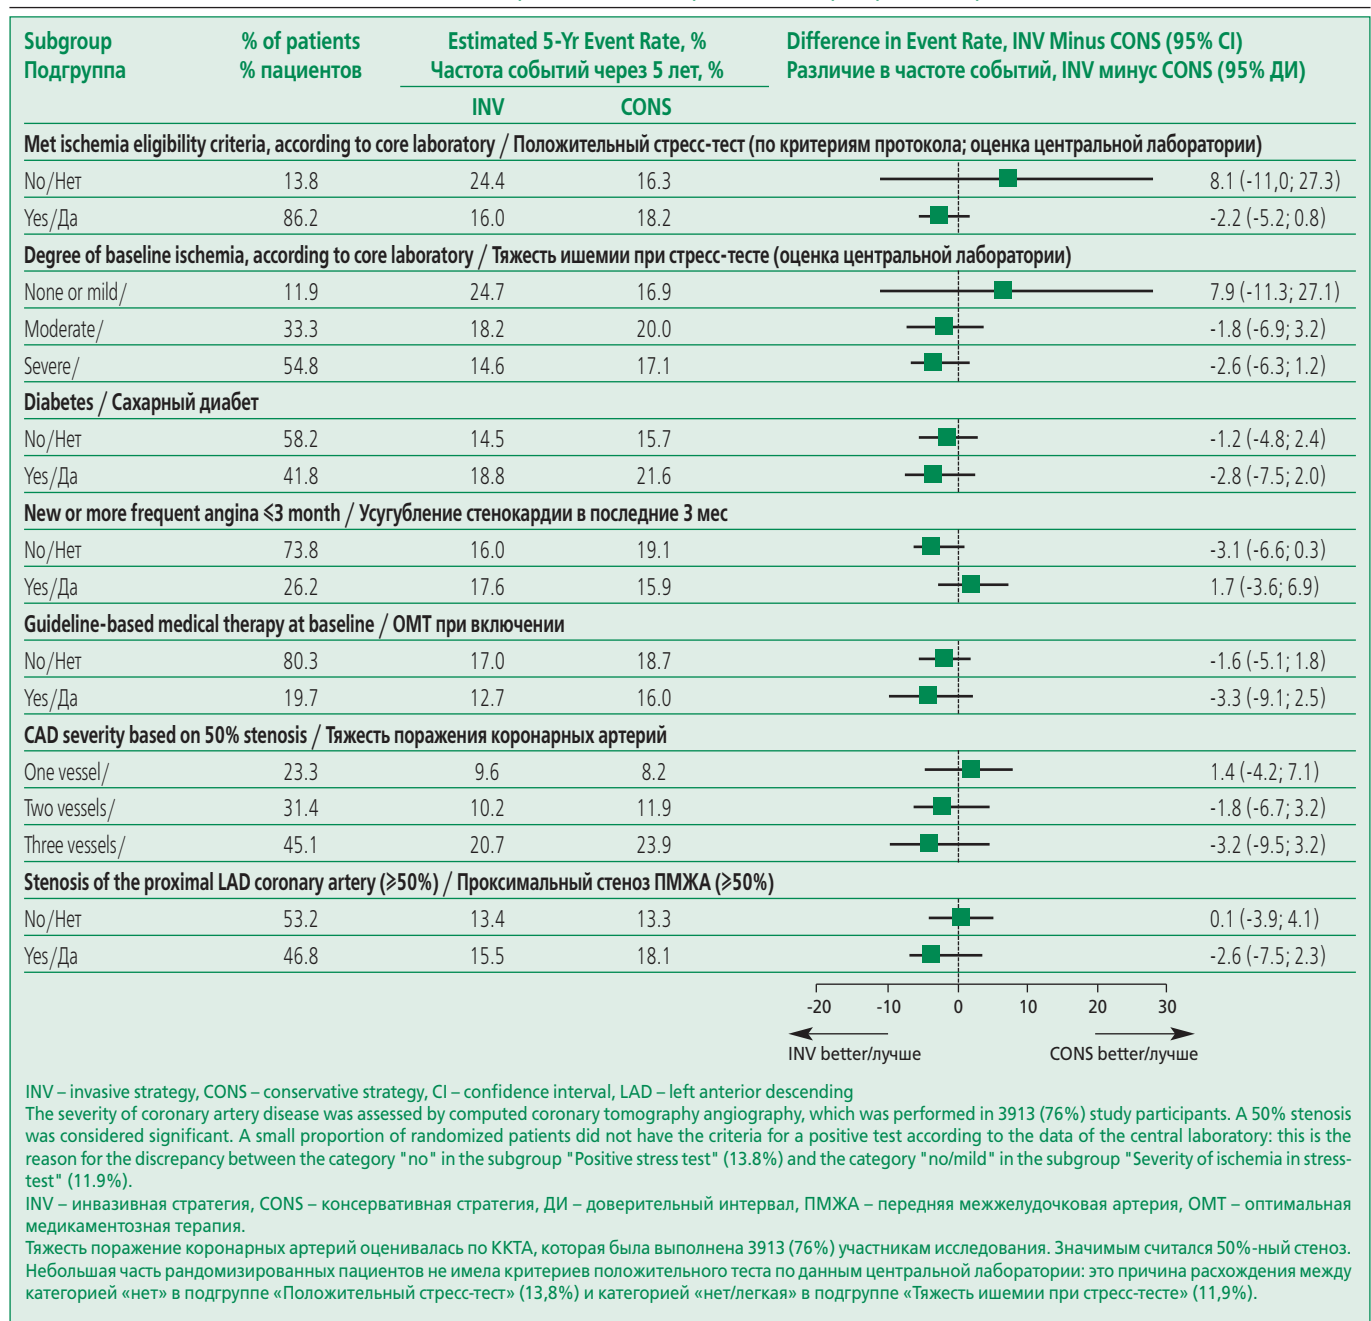 Subgroup % of patients Estimated 5-Yr Event Rate, % Difference in Event Rate, INV Minus CONS (95% CI)
Подгруппа % пациентов Частота событий через 5 лет, % Различие в частоте событий, INV минус CONS (95% ДИ)
INV CONS
Met ischemia eligibility criteria, according to core laboratory / Положительный стресс-тест (по критериям протокола; оценка центральной лаборатории)
No/Нет 13.8 24.4 16.3 8.1 (-11,0; 27.3)
Yes/Да 86.2 16.0 18.2 -2.2 (-5.2; 0.8)
Degree of baseline ischemia, according to core laboratory / Тяжесть ишемии при стресс-тесте (оценка центральной лаборатории)
None or mild/ 11.9 24.7 16.9 7.9 (-11.3; 27.1)
Moderate/ 33.3 18.2 20.0 -1.8 (-6.9; 3.2)
Severe/ 54.8 14.6 17.1 -2.6 (-6.3; 1.2)
Diabetes / Сахарный диабет
No/Нет 58.2 14.5 15.7 -1.2 (-4.8; 2.4)
Yes/Да 41.8 18.8 21.6 -2.8 (-7.5; 2.0)
New or more frequent angina ≤3 month / Усугубление стенокардии в последние 3 мес
No/Нет 73.8 16.0 19.1 -3.1 (-6.6; 0.3)
Yes/Да 26.2 17.6 15.9 1.7 (-3.6; 6.9)
Guideline-based medical therapy at baseline / ОМТ при включении
No/Нет 80.3 17.0 18.7 -1.6 (-5.1; 1.8)
Yes/Да 19.7 12.7 16.0 -3.3 (-9.1; 2.5)
CAD severity based on 50% stenosis / Тяжесть поражения коронарных артерий
One vessel/ 23.3 9.6 8.2 1.4 (-4.2; 7.1)
Two vessels/ 31.4 10.2 11.9 -1.8 (-6.7; 3.2)
Three vessels/ 45.1 20.7 23.9 -3.2 (-9.5; 3.2)
Stenosis of the proximal LAD coronary artery (≥50%) / Проксимальный стеноз ПМЖА (≥50%)
No/Нет 53.2 13.4 13.3 0.1 (-3.9; 4.1)
Yes/Да 46.8 15.5 18.1 -2.6 (-7.5; 2.3)
-20 -10 0 10 20 30
INV better/лучше CONS better/лучше
INV – invasive strategy, CONS – conservative strategy, CI – confidence interval, LAD – left anterior descending
The severity of coronary artery disease was assessed by computed coronary tomography angiography, which was performed in 3913 (76%) study participants. A 50% stenosis
was considered significant. A small proportion of randomized patients did not have the criteria for a positive test according to the data of the central laboratory: this is the
reason for the discrepancy between the category "no" in the subgroup "Positive stress test" (13.8%) and the category "no/mild" in the subgroup "Severity of ischemia in stress-
test" (11.9%).
INV – инвазивная стратегия, CONS – консервативная стратегия, ДИ – доверительный интервал, ПМЖА – передняя межжелудочковая артерия, ОМТ – оптимальная
медикаментозная терапия.
Тяжесть поражение коронарных артерий оценивалась по ККТА, которая была выполнена 3913 (76%) участникам исследования. Значимым считался 50%-ный стеноз.
Небольшая часть рандомизированных пациентов не имела критериев положительного теста по данным центральной лаборатории: это причина расхождения между
категорией «нет» в подгруппе «Положительный стресс-тест» (13,8%) и категорией «нет/легкая» в подгруппе «Тяжесть ишемии при стресс-тесте» (11,9%).